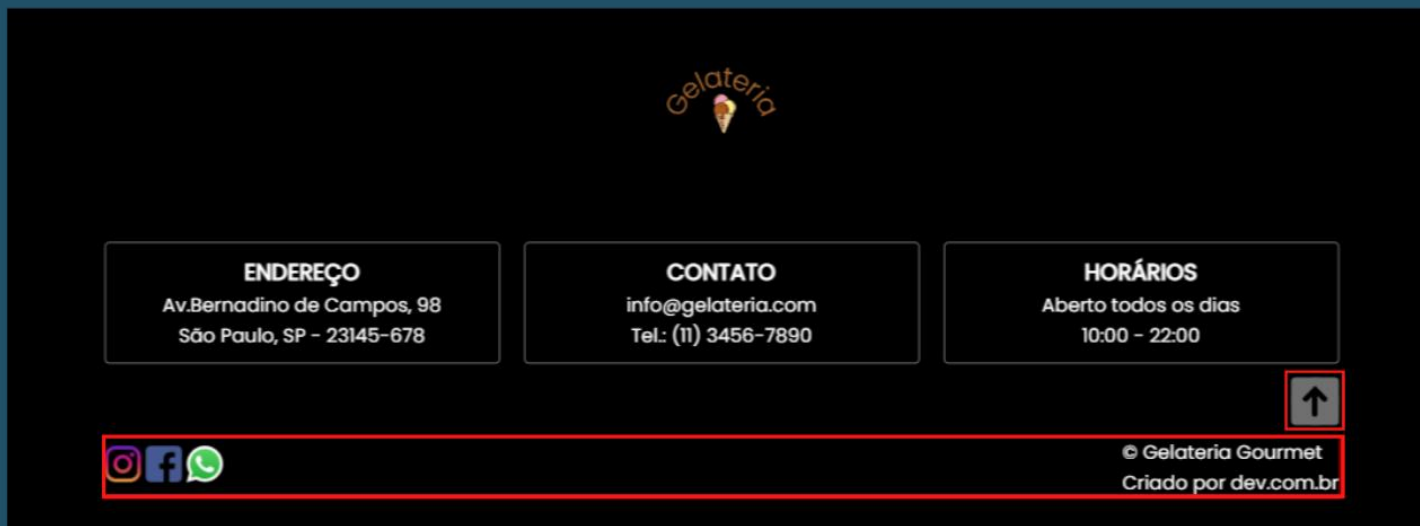 Gelateria
ENDEREÇO
Av.Bernadino de Campos, 98
São Paulo, SP - 23145-678
CONTATO
info@gelateria.com
Tel.: (11) 3456-7890
HORÁRIOS
Aberto todos os dias
10:00 - 22:00
© Gelateria Gourmet
Criado por dev.com.br